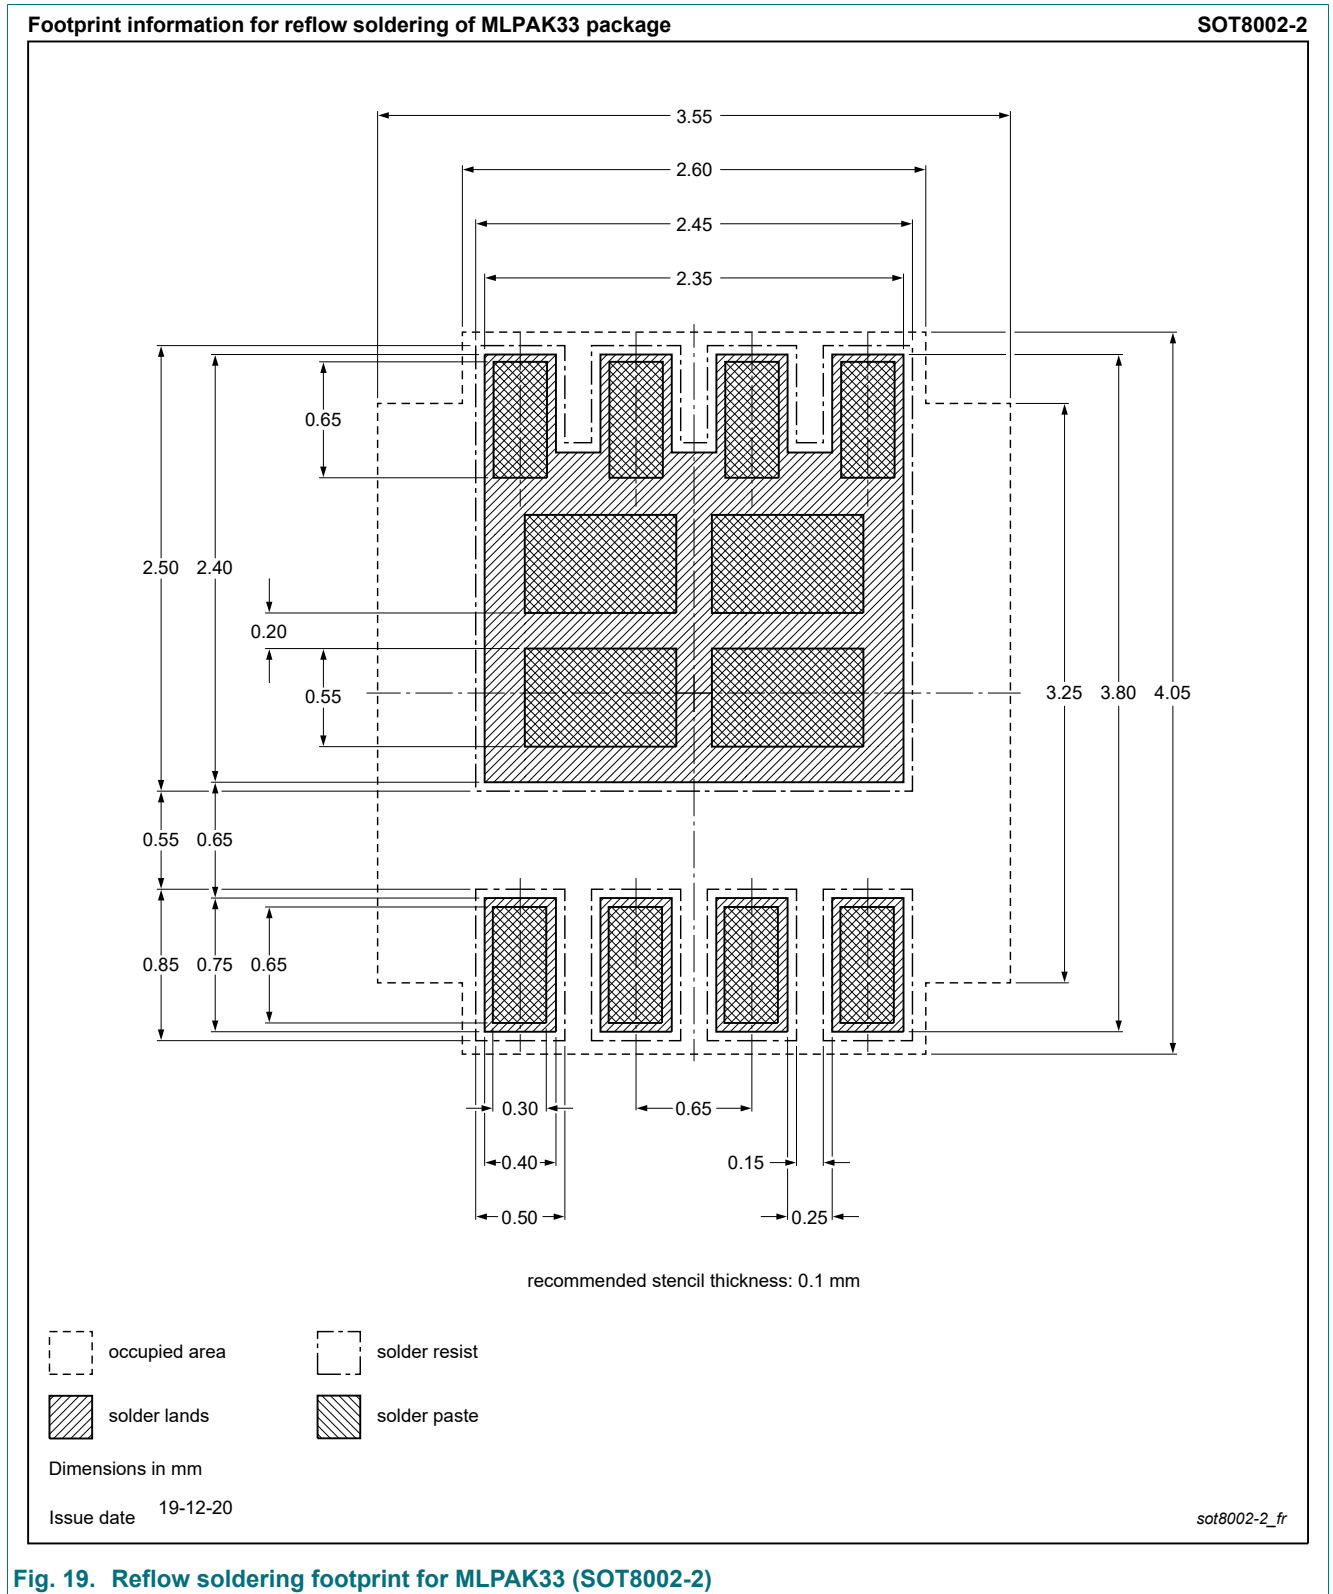 Footprint information for reflow soldering of MLPAK33 package SOT8002-2
3.55
2.60
2.45
2.35
0.65
2.50 2.40
0.20
0.55
3.25 3.80 4.05
0.55 0.65
0.85 0.75 0.65
0.30 0.65
0.40 0.15
0.50 0.25
recommended stencil thickness: 0.1 mm
occupied area solder resist
solder lands solder paste
Dimensions in mm
Issue date 19-12-20
sot8002-2_fr
Fig. 19. Reflow soldering footprint for MLPAK33 (SOT8002-2)